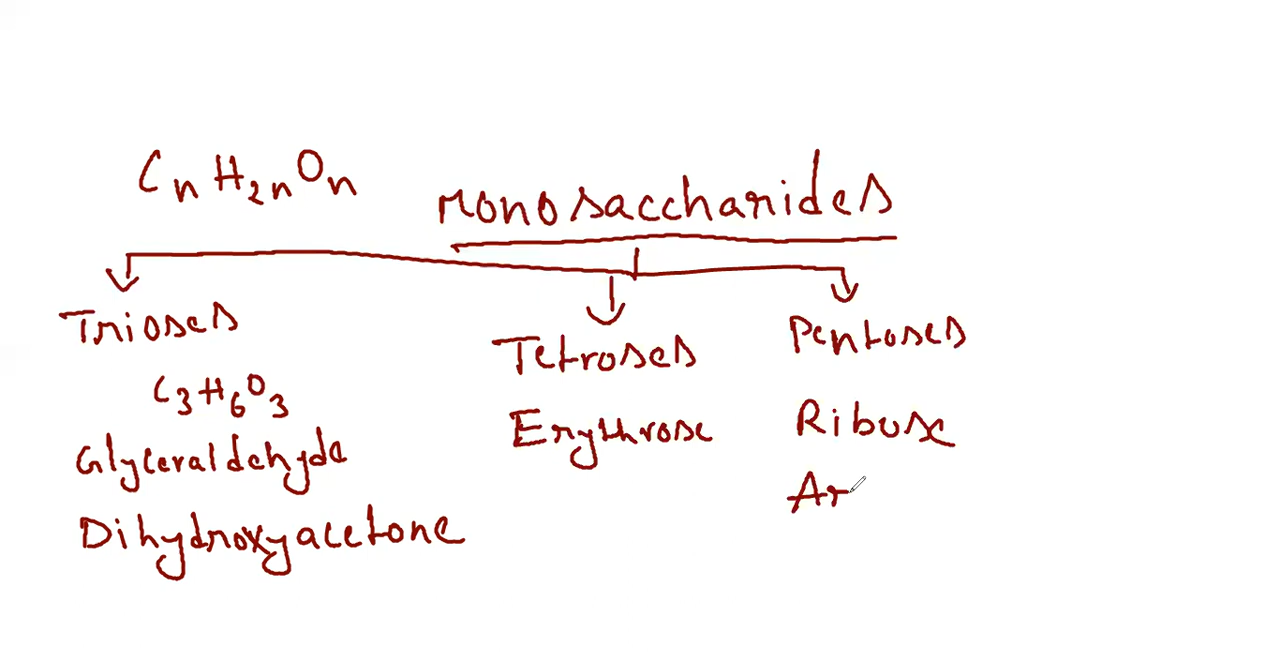 CnH2nOn
Monosaccharides
Trioses
C3H6O3
Glyceraldehyde
Dihydroxyacetone
Tetroses
Erythrose
Pentoses
Ribose
Ar